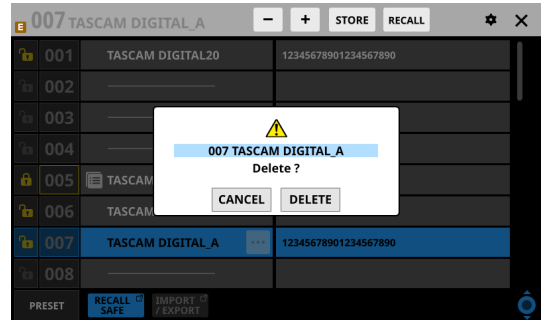 E 007 TASCAM DIGITAL_A - + STORE RECALL
001 TASCAM DIGITAL20 12345678901234567890
002
003
004
007 TASCAM DIGITAL_A
Delete ?
CANCEL DELETE
005 TASCAM
006 TASCAM
007 TASCAM DIGITAL_A ... 12345678901234567890
008
PRESET RECALL SAFE IMPORT / EXPORT